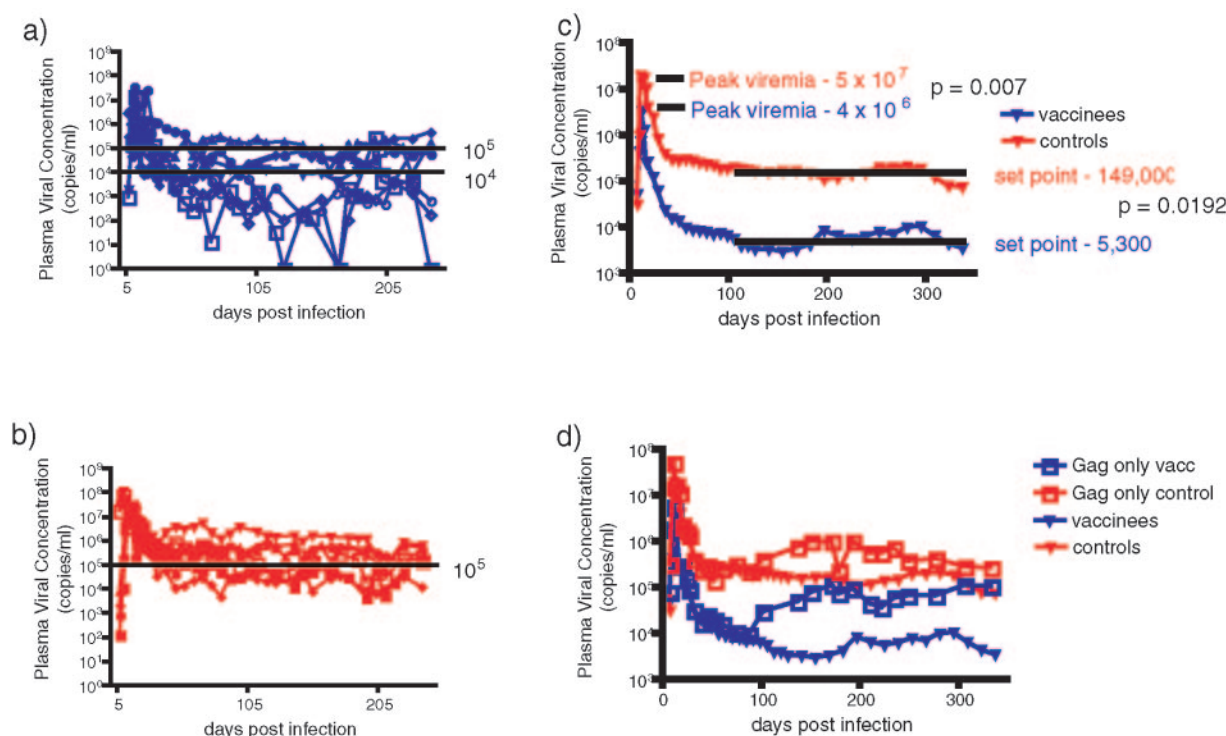 a)
Plasma Viral Concentration
(copies/ml)
10⁹
10⁸
10⁷
10⁶
10⁵
10⁴
10³
10²
10¹
10⁰
10⁵
10⁴
5
105
205
days post infection
c)
Plasma Viral Concentration
(copies/ml)
10⁸
10⁷
10⁶
10⁵
10⁴
10³
Peak viremia - 5 x 10⁷
Peak viremia - 4 x 10⁶
p = 0.007
vaccinees
controls
set point - 149,000
p = 0.0192
set point - 5,300
0
100
200
300
days post infection
b)
Plasma Viral Concentration
(copies/ml)
10⁹
10⁸
10⁷
10⁶
10⁵
10⁴
10³
10²
10¹
10⁰
10⁵
5
105
205
days post infection
d)
Plasma Viral Concentration
(copies/ml)
10⁸
10⁷
10⁶
10⁵
10⁴
10³
Gag only vacc
Gag only control
vaccinees
controls
0
100
200
300
days post infection